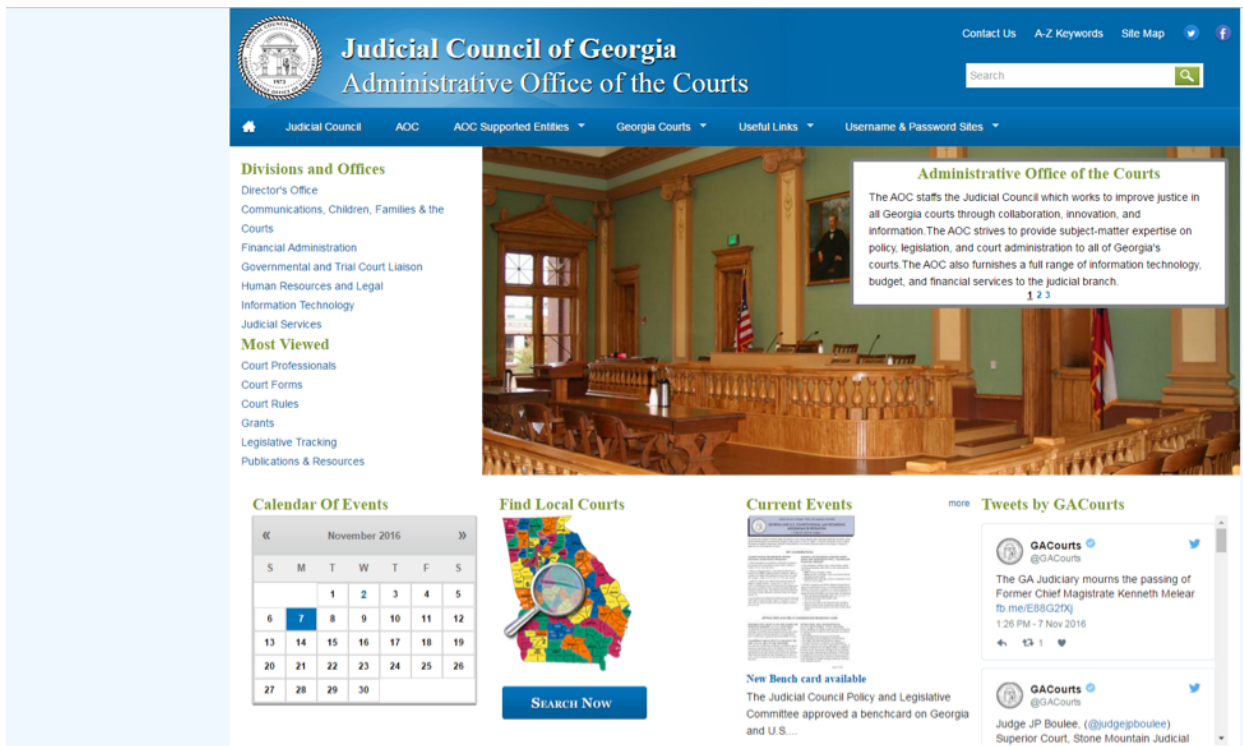 Judicial Council of Georgia
Administrative Office of the Courts
Contact Us A-Z Keywords Site Map
Search
Judicial Council AOC AOC Supported Entities Georgia Courts Useful Links Username & Password Sites
Divisions and Offices
Director's Office
Communications, Children, Families & the
Courts
Financial Administration
Governmental and Trial Court Liaison
Human Resources and Legal
Information Technology
Judicial Services
Most Viewed
Court Professionals
Court Forms
Court Rules
Grants
Legislative Tracking
Publications & Resources
Administrative Office of the Courts
The AOC staffs the Judicial Council which works to improve justice in
all Georgia courts through collaboration, innovation, and
information.The AOC strives to provide subject-matter expertise on
policy, legislation, and court administration to all of Georgia's
courts.The AOC also furnishes a full range of information technology,
budget, and financial services to the judicial branch.
1 2 3
Calendar Of Events
« November 2016 »
S M T W T F S
1 2 3 4 5
6 7 8 9 10 11 12
13 14 15 16 17 18 19
20 21 22 23 24 25 26
27 28 29 30
Find Local Courts
Search Now
Current Events more
New Bench card available
The Judicial Council Policy and Legislative
Committee approved a benchcard on Georgia
and U.S....
Tweets by GACourts
GACourts
@GACourts
The GA Judiciary mourns the passing of
Former Chief Magistrate Kenneth Melear
fb.me/E88G2fXj
1:26 PM - 7 Nov 2016
1
GACourts
@GACourts
Judge JP Boulee, (@judgejpboulee)
Superior Court, Stone Mountain Judicial